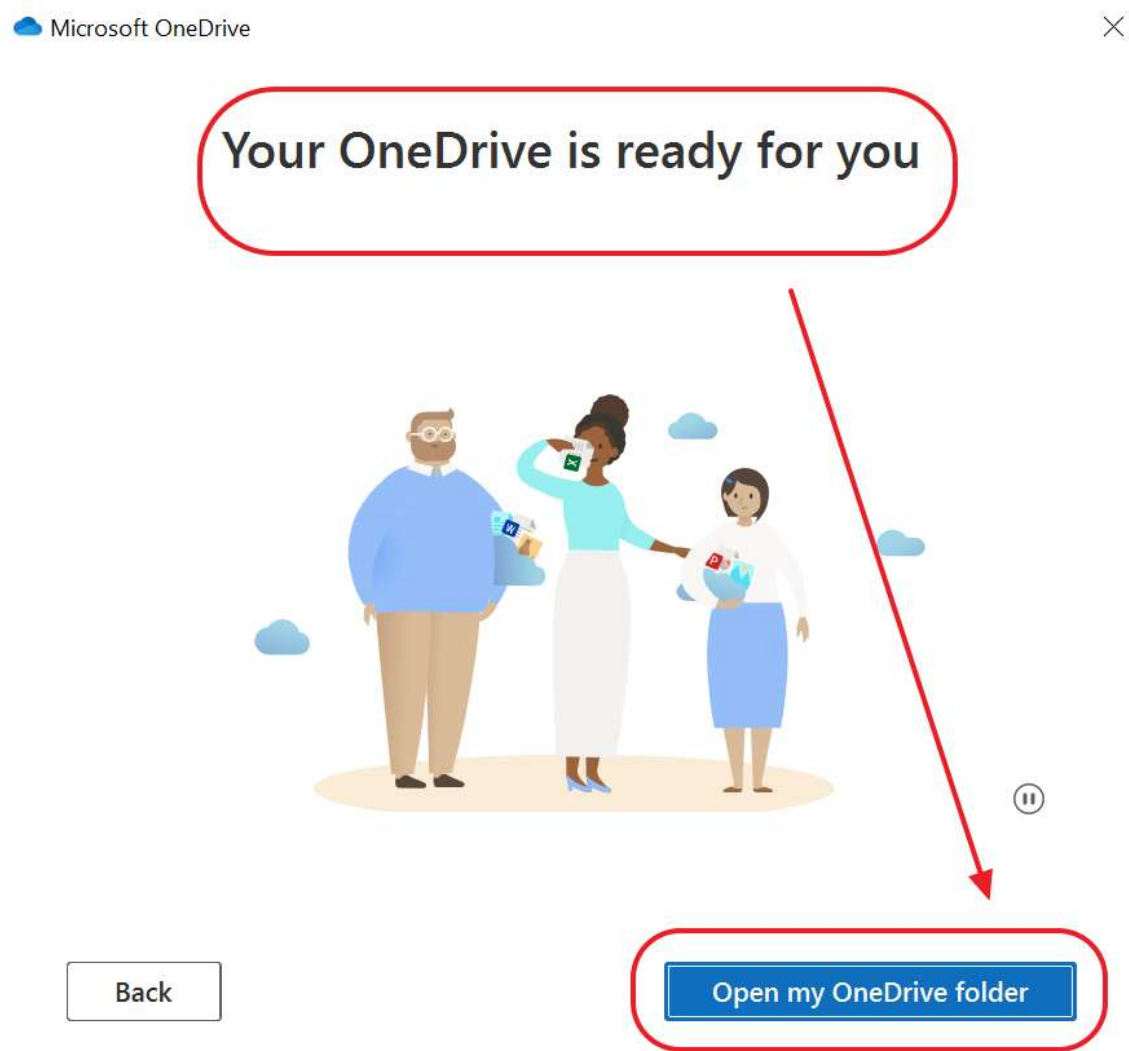 Microsoft OneDrive
Your OneDrive is ready for you
X
W
P
Back
Open my OneDrive folder